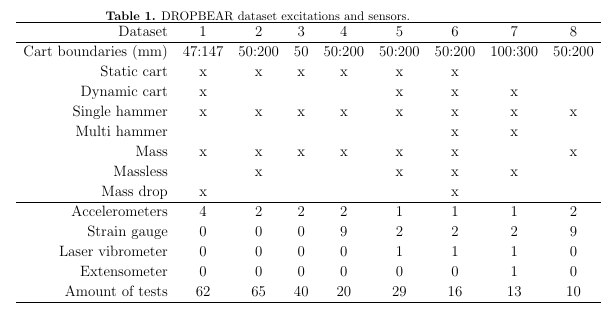 Table 1. DROPBEAR dataset excitations and sensors.
Dataset 1 2 3 4 5 6 7 8
Cart boundaries (mm) 47:147 50:200 50 50:200 50:200 50:200 100:300 50:200
Static cart x x x x x x
Dynamic cart x x x x
Single hammer x x x x x x x x
Multi hammer x x
Mass x x x x x x x
Massless x x x x
Mass drop x x
Accelerometers 4 2 2 2 1 1 1 2
Strain gauge 0 0 0 9 2 2 2 9
Laser vibrometer 0 0 0 0 1 1 1 0
Extensometer 0 0 0 0 0 0 1 0
Amount of tests 62 65 40 20 29 16 13 10